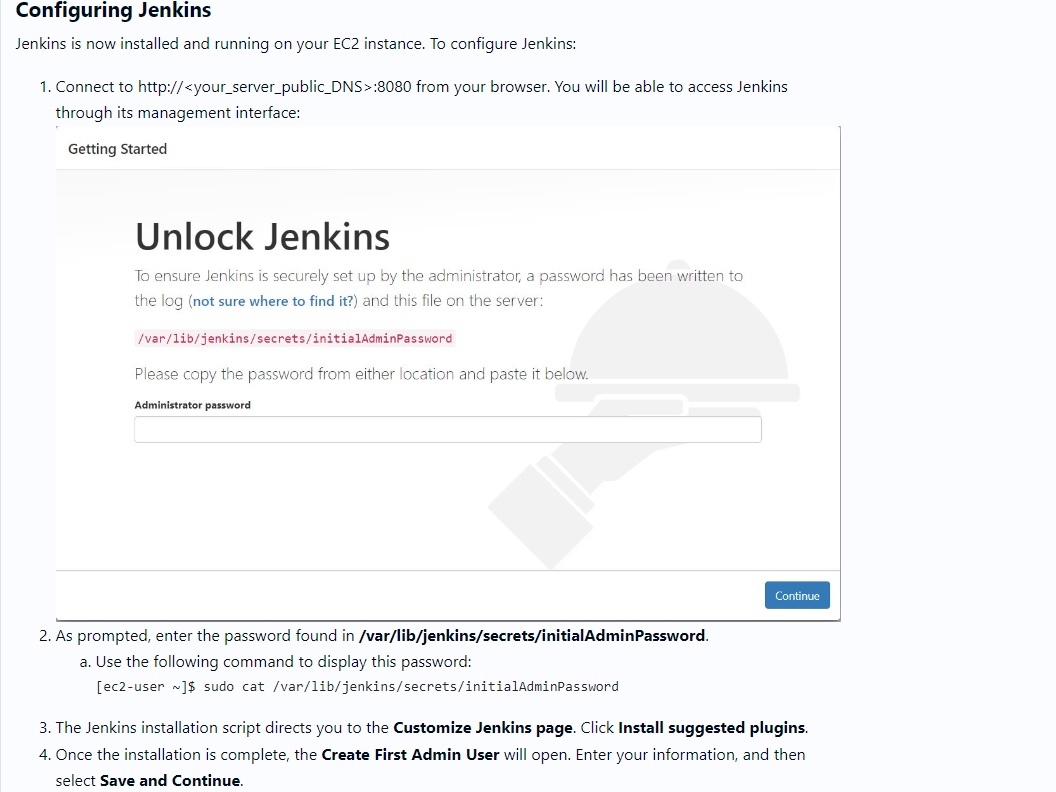 Configuring Jenkins
Jenkins is now installed and running on your EC2 instance. To configure Jenkins:
1. Connect to http://<your_server_public_DNS>:8080 from your browser. You will be able to access Jenkins
through its management interface:
Getting Started
Unlock Jenkins
To ensure Jenkins is securely set up by the administrator, a password has been written to
the log (not sure where to find it?) and this file on the server:
/var/lib/jenkins/secrets/initialAdminPassword
Please copy the password from either location and paste it below.
Administrator password
Continue
2. As prompted, enter the password found in /var/lib/jenkins/secrets/initialAdminPassword.
a. Use the following command to display this password:
[ec2-user ~]$ sudo cat /var/lib/jenkins/secrets/initialAdminPassword
3. The Jenkins installation script directs you to the Customize Jenkins page. Click Install suggested plugins.
4. Once the installation is complete, the Create First Admin User will open. Enter your information, and then
select Save and Continue.